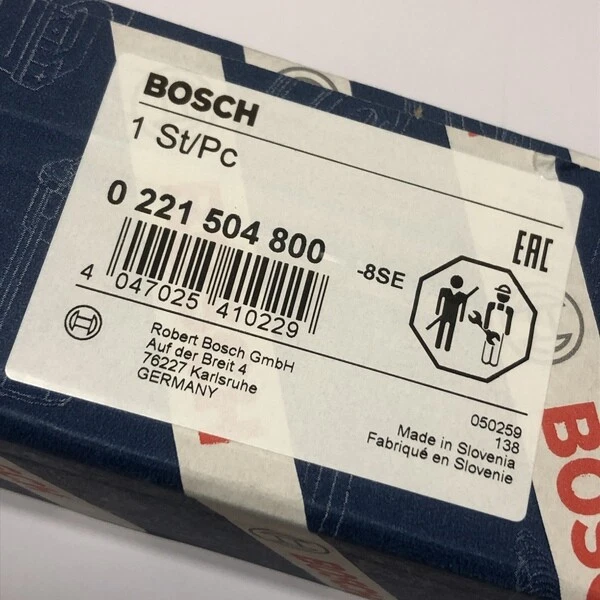 BOSCH
1 St/Pc
0 221 504 800
-8SE
EAC
4 047025 410229
Robert Bosch GmbH
Auf der Breit 4
76227 Karlsruhe
GERMANY
050259
138
Made in Slovenia
Fabriqué en Slovenie
BOS